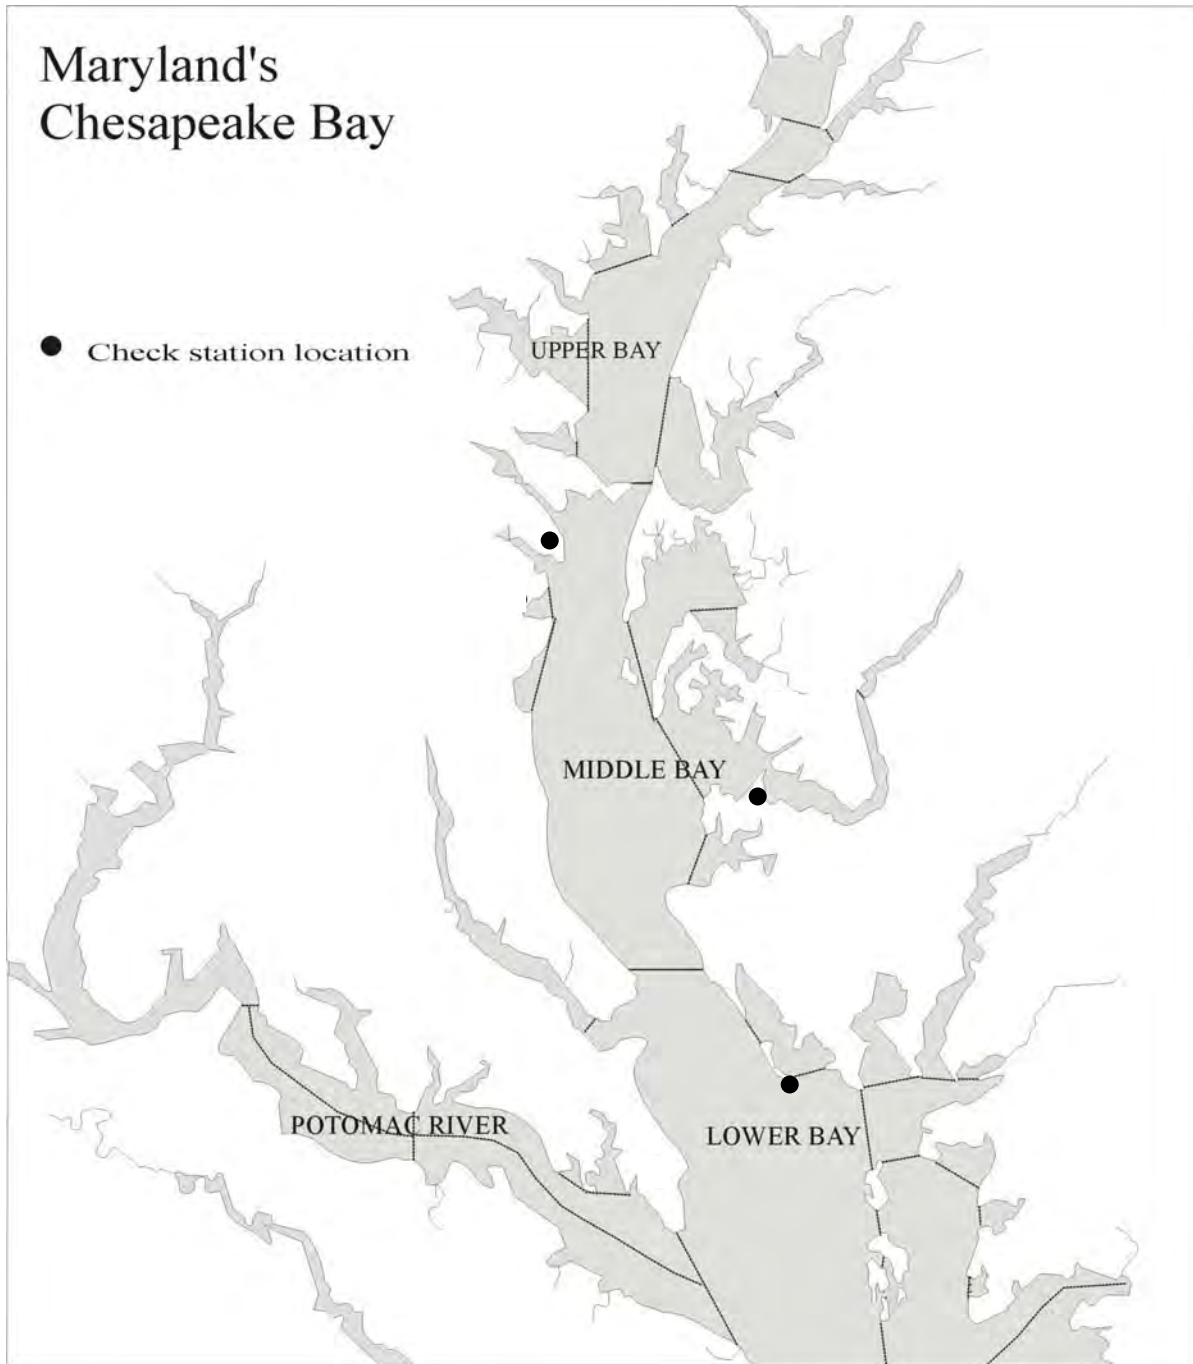 Maryland's
Chesapeake Bay
Check station location
UPPER BAY
MIDDLE BAY
POTOMAC RIVER
LOWER BAY